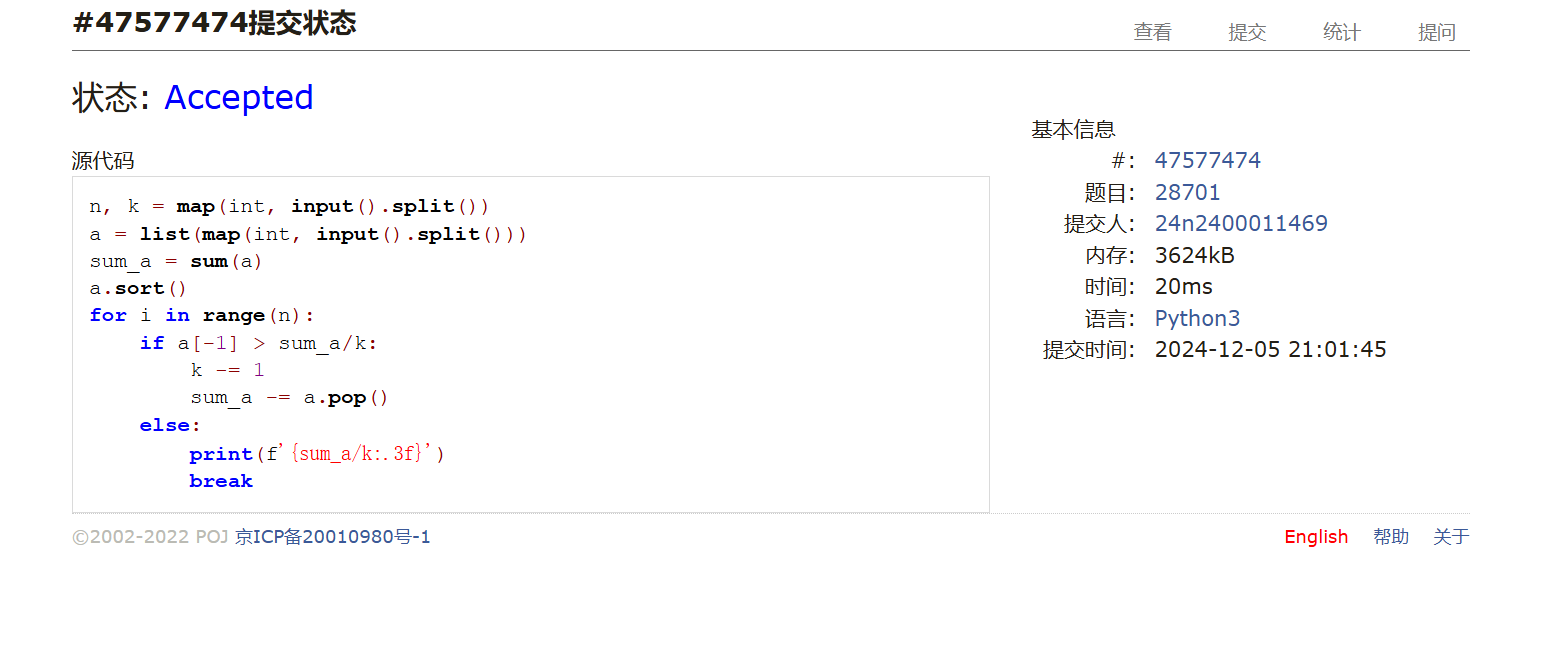 #47577474提交状态
查看 提交 统计 提问
状态: Accepted
源代码
n, k = map(int, input().split())
a = list(map(int, input().split()))
sum_a = sum(a)
a.sort()
for i in range(n):
    if a[-1] > sum_a/k:
        k -= 1
        sum_a -= a.pop()
    else:
        print(f'{sum_a/k:.3f}')
        break
基本信息
#: 47577474
题目: 28701
提交人: 24n2400011469
内存: 3624kB
时间: 20ms
语言: Python3
提交时间: 2024-12-05 21:01:45
©2002-2022 POJ 京ICP备20010980号-1
English 帮助 关于